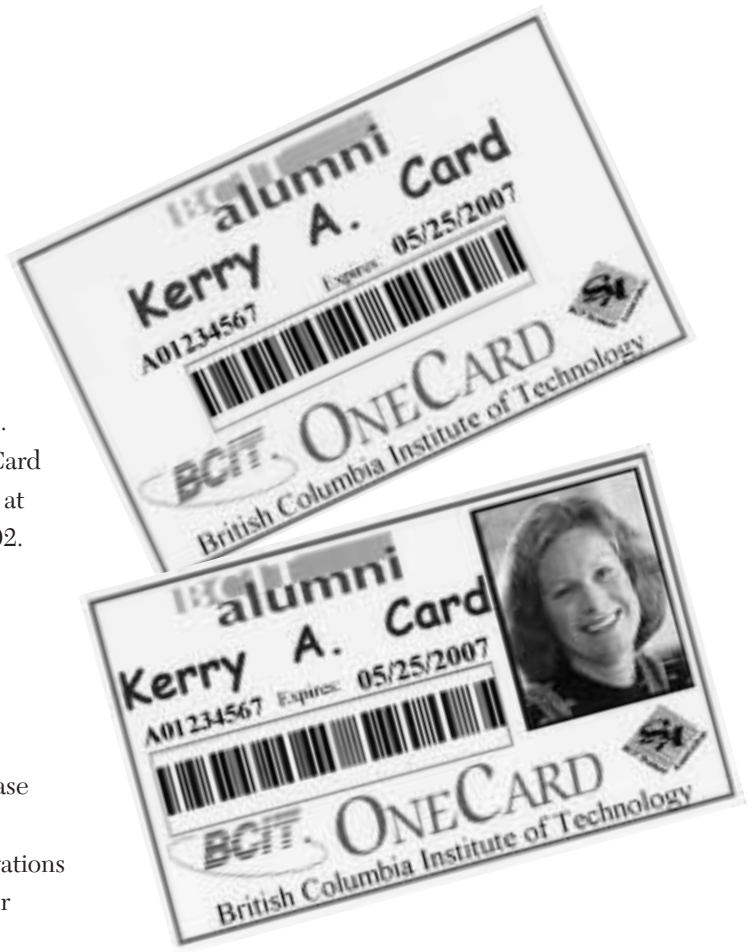 alumni
Kerry A. Card
A01234567 Expires: 05/25/2007
BCIT ONECARD
British Columbia Institute of Technology
.
Card
at
02.
alumni
Kerry A. Card
A01234567 Expires: 05/25/2007
BCIT ONECARD
British Columbia Institute of Technology
ase
ations
r